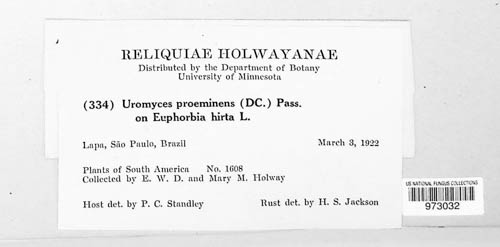 RELIQUIAE HOLWAYANAE
Distributed by the Department of Botany
University of Minnesota
(334) Uromyces proeminens (DC.) Pass.
on Euphorbia hirta L.
Lapa, São Paulo, Brazil March 3, 1922
Plants of South America No. 1608
Collected by E. W. D. and Mary M. Holway
Host det. by P. C. Standley Rust det. by H. S. Jackson
US NATIONAL FUNGUS COLLECTIONS
973032